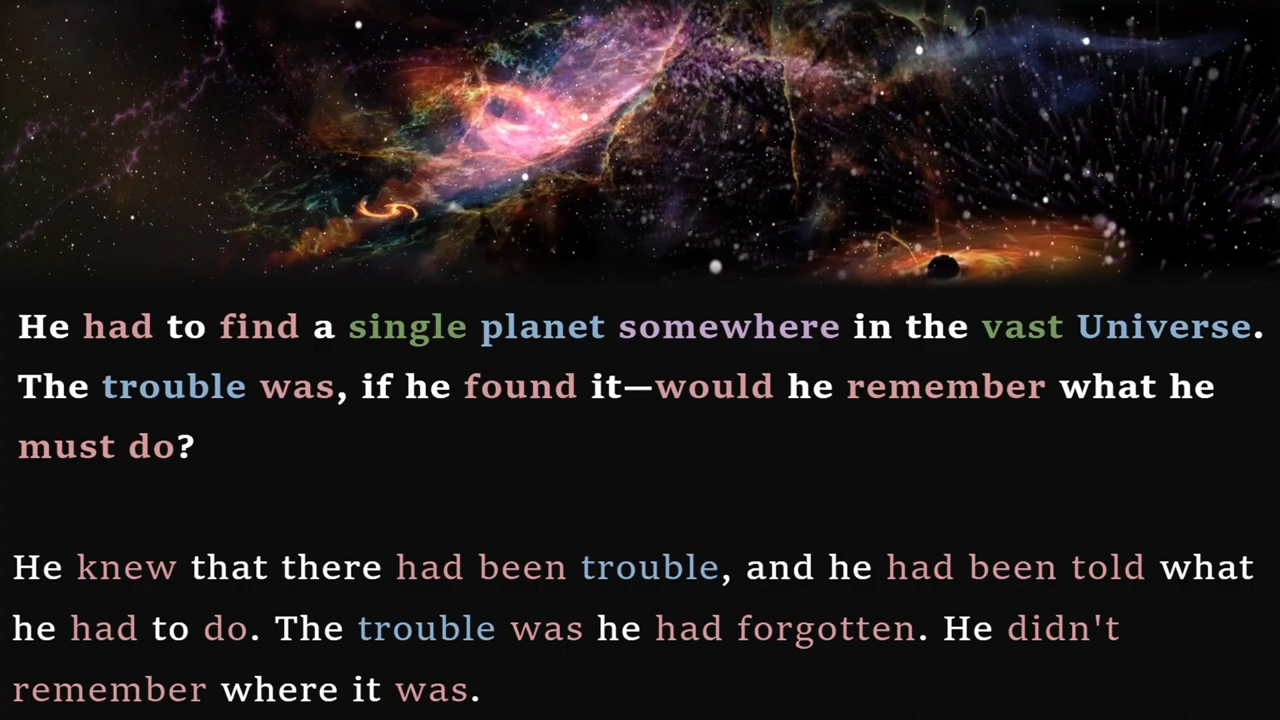 He had to find a single planet somewhere in the vast Universe.
The trouble was, if he found it—would he remember what he
must do?
He knew that there had been trouble, and he had been told what
he had to do. The trouble was he had forgotten. He didn't
remember where it was.